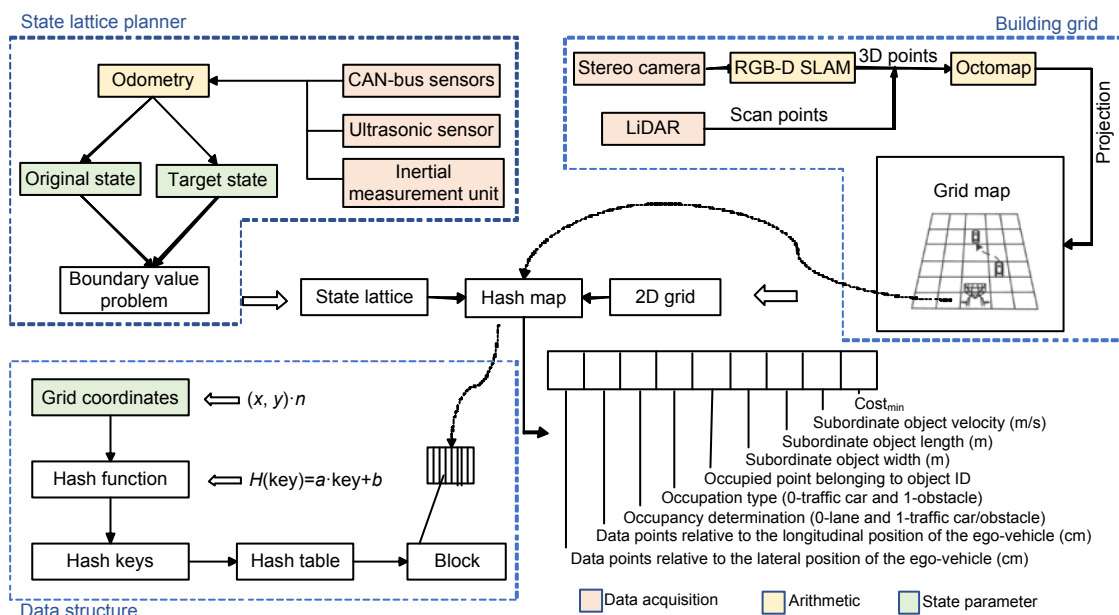 State lattice planner
Odometry
CAN-bus sensors
Ultrasonic sensor
Inertial
measurement unit
Original state
Target state
Boundary value
problem
Building grid
Stereo camera
RGB-D SLAM
3D points
Octomap
LiDAR
Scan points
Projection
Grid map
State lattice
Hash map
2D grid
Grid coordinates
(x, y)·n
Hash function
H(key)=a·key+b
Hash keys
Hash table
Block
Data structure
Cost_min
Subordinate object velocity (m/s)
Subordinate object length (m)
Subordinate object width (m)
Occupied point belonging to object ID
Occupation type (0-traffic car and 1-obstacle)
Occupancy determination (0-lane and 1-traffic car/obstacle)
Data points relative to the longitudinal position of the ego-vehicle (cm)
Data points relative to the lateral position of the ego-vehicle (cm)
Data acquisition
Arithmetic
State parameter